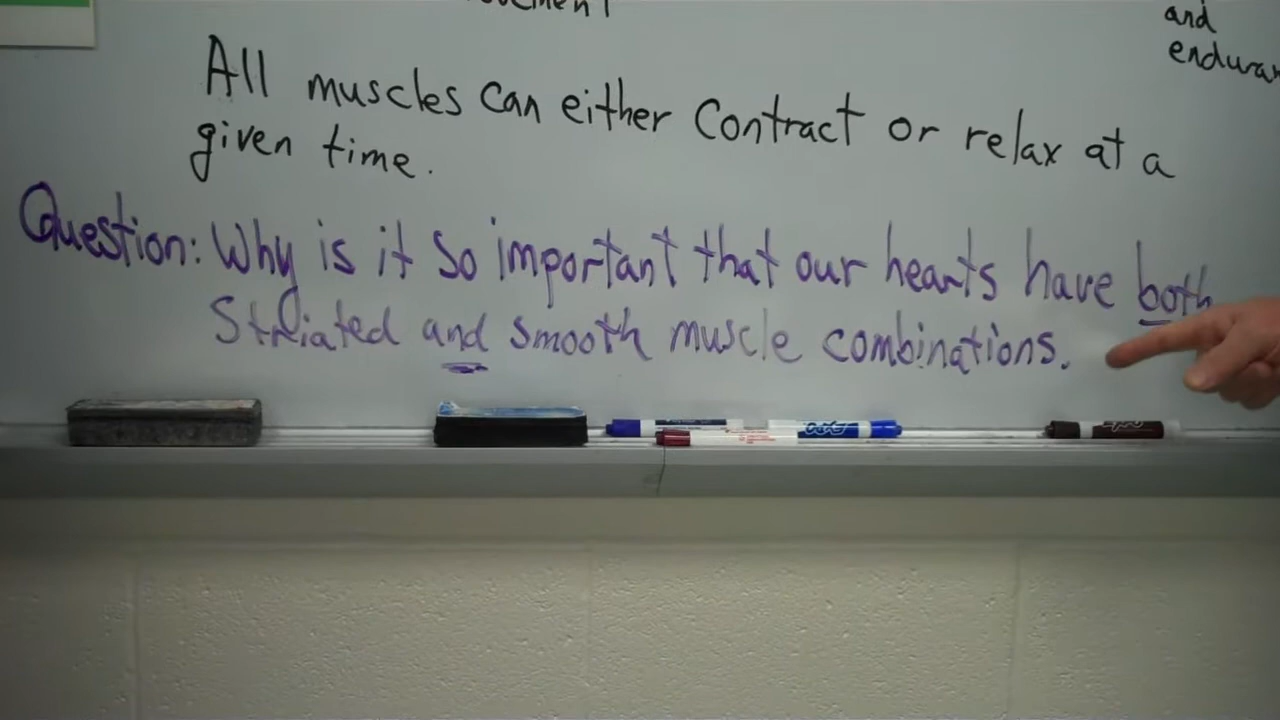 and
All muscles can either contract or relax at a
given time.
Question: Why is it so important that our hearts have both
Striated and smooth muscle combinations.
EXPO